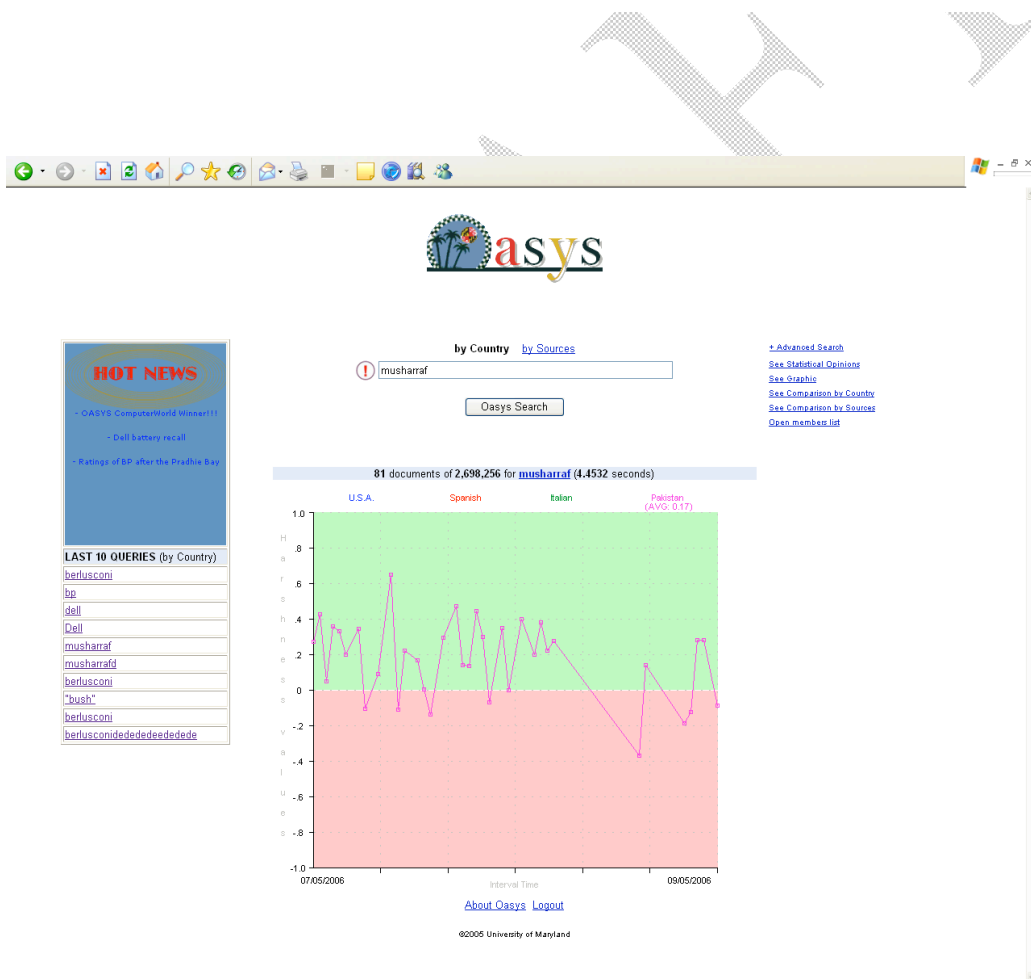 Oasys
by Country by Sources
musharraf
Oasys Search
+ Advanced Search
See Statistical Opinions
See Graphic
See Comparison by Country
See Comparison by Sources
Open members list
HOT NEWS
- OASYS ComputerWorld Winner!!!
- Dell battery recall
- Ratings of BP after the Pradhie Bay
LAST 10 QUERIES (by Country)
berlusconi
bp
dell
Dell
musharraf
musharrafd
berlusconi
"bush"
berlusconi
berlusconidedededeededede
81 documents of 2,698,256 for musharraf (4.4532 seconds)
U.S.A. Spanish Italian Pakistan
(AVG: 0.17)
Harshness values
1.0
.8
.6
.4
.2
0
-.2
-.4
-.6
-.8
-1.0
07/05/2006 09/05/2006
Interval Time
About Oasys Logout
©2005 University of Maryland